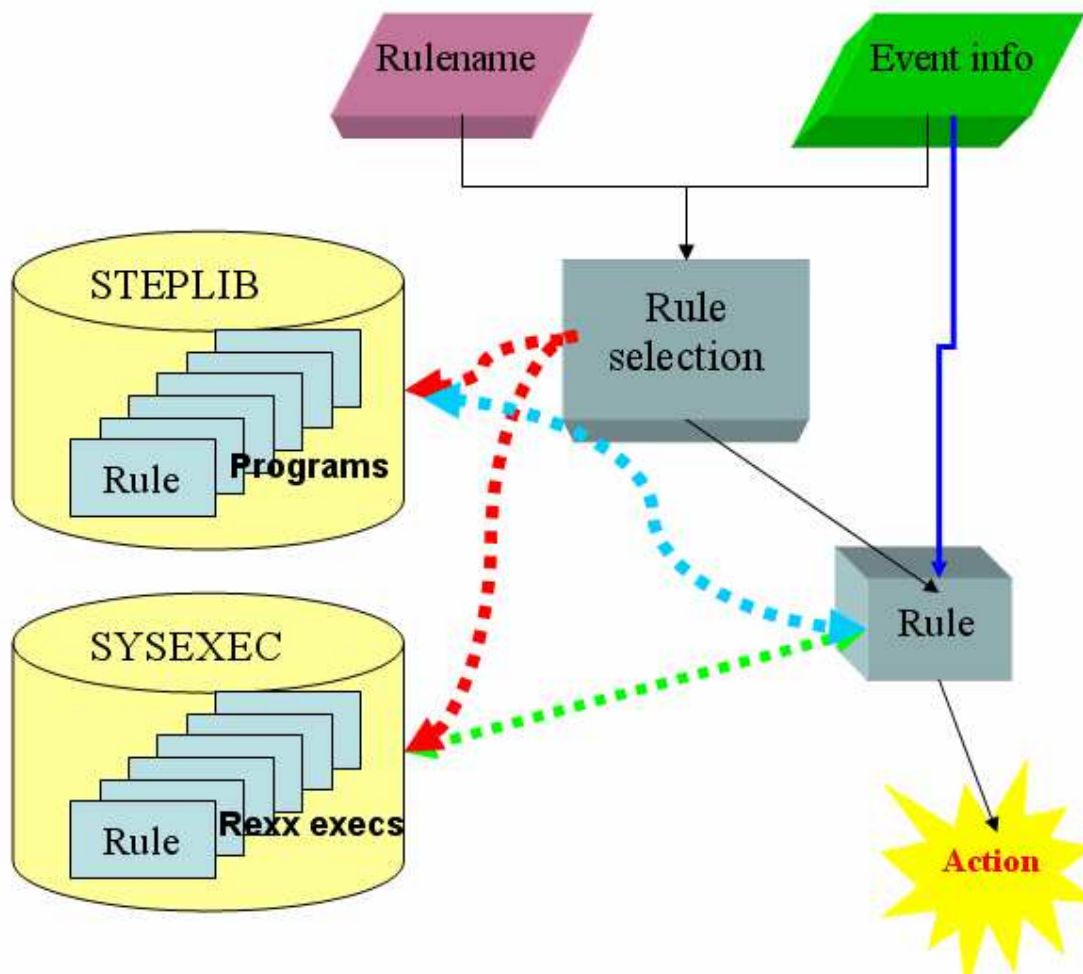 Rulename
Event info
STEPLIB
Rule
selection
Rule
Programs
Rule
SYSEXEC
Rule
Rexx execs
Action